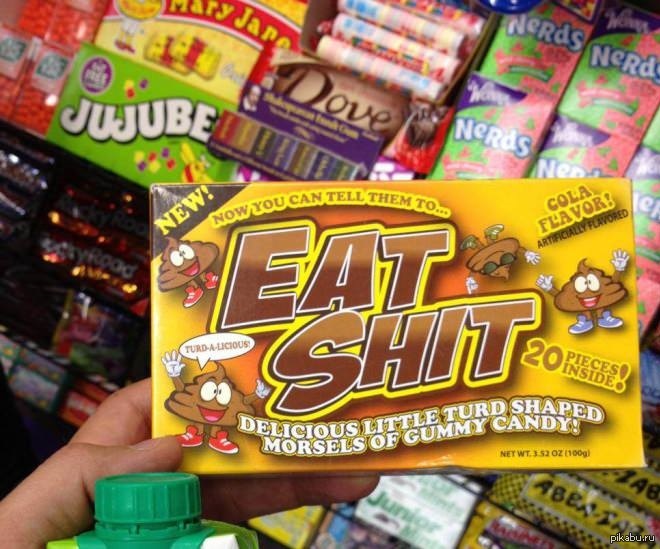 Mary Jane
JUJUBE
Dove
Nerds
Nerds
Nerds
Nerds
NEW!
NOW YOU CAN TELL THEM TO...
COLA
FLAVOR!
ARTIFICIALLY FLAVORED
EAT
SHIT
TURD-A-LICIOUS!
20 PIECES
INSIDE!
DELICIOUS LITTLE TURD SHAPED
MORSELS OF GUMMY CANDY!
NET WT. 3.52 OZ (100g)
pikabu.ru